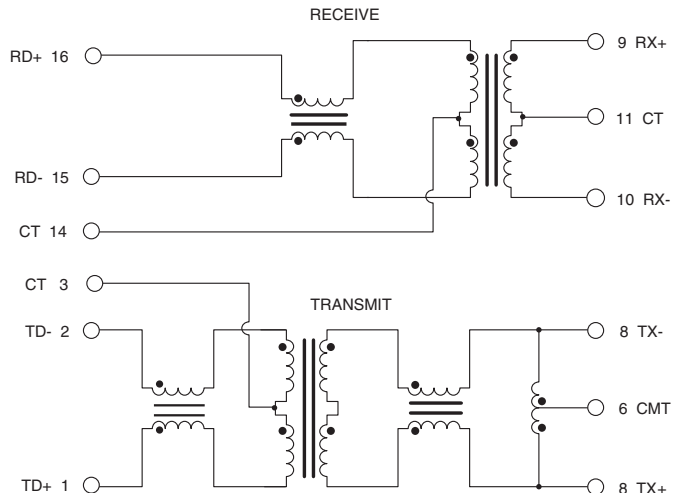 RECEIVE
RD+ 16
9 RX+
11 CT
RD- 15
10 RX-
CT 14
CT 3
TRANSMIT
TD- 2
8 TX-
6 CMT
TD+ 1
8 TX+